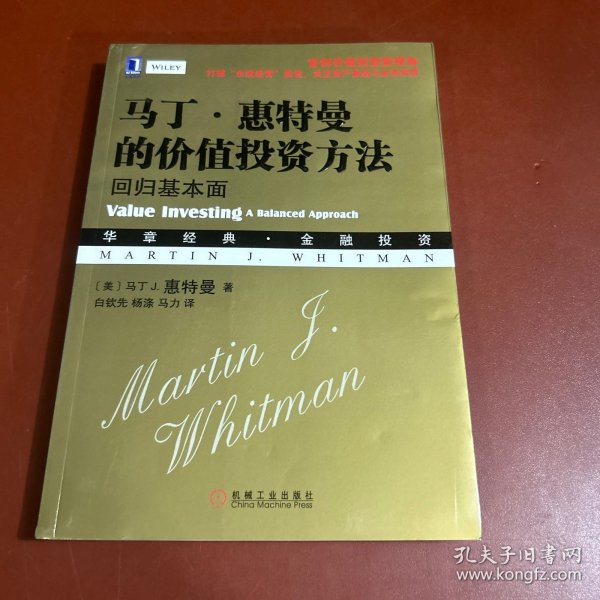 WILEY
马丁·惠特曼
的价值投资方法
回归基本面
Value Investing A Balanced Approach
华章经典·金融投资
MARTIN J. WHITMAN
〔美〕马丁 J. 惠特曼 著
白钦先 杨涤 马力 译
Martin J.
Whitman
机械工业出版社
China Machine Press
孔夫子旧书网
www.kongfz.com